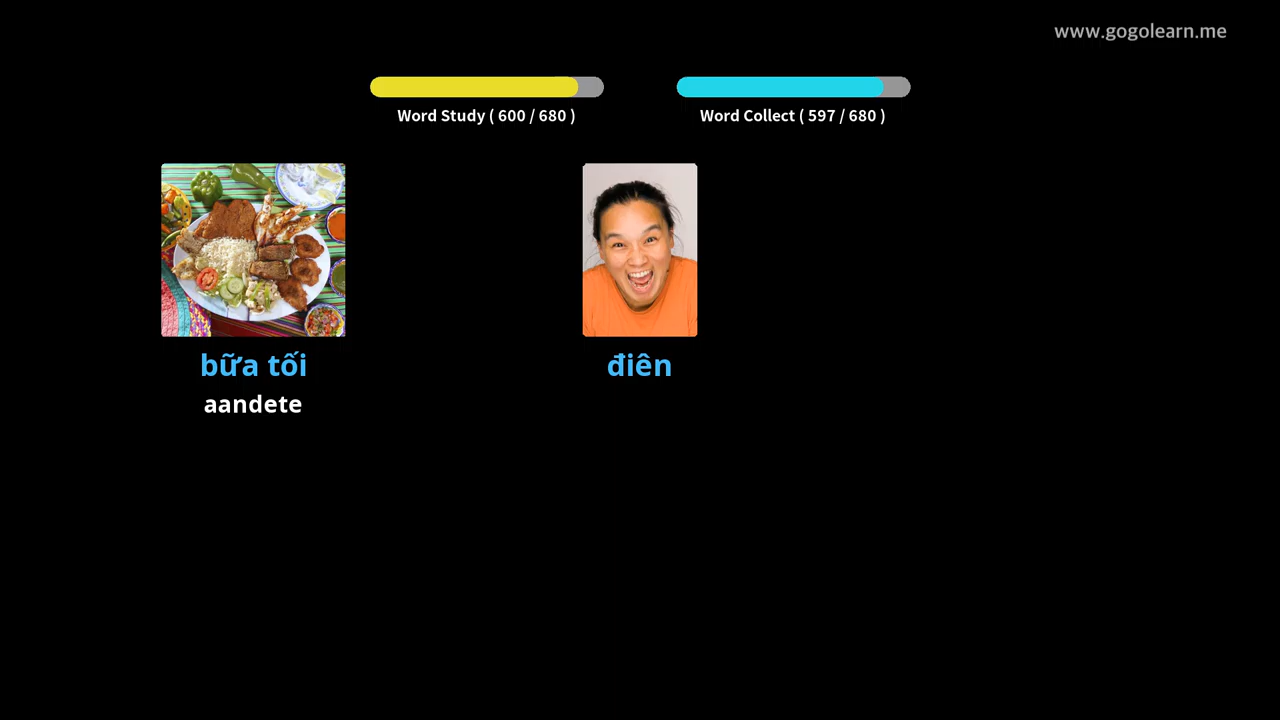 www.gogolearn.me
Word Study ( 600 / 680 )
Word Collect ( 597 / 680 )
bữa tối
aandete
điên